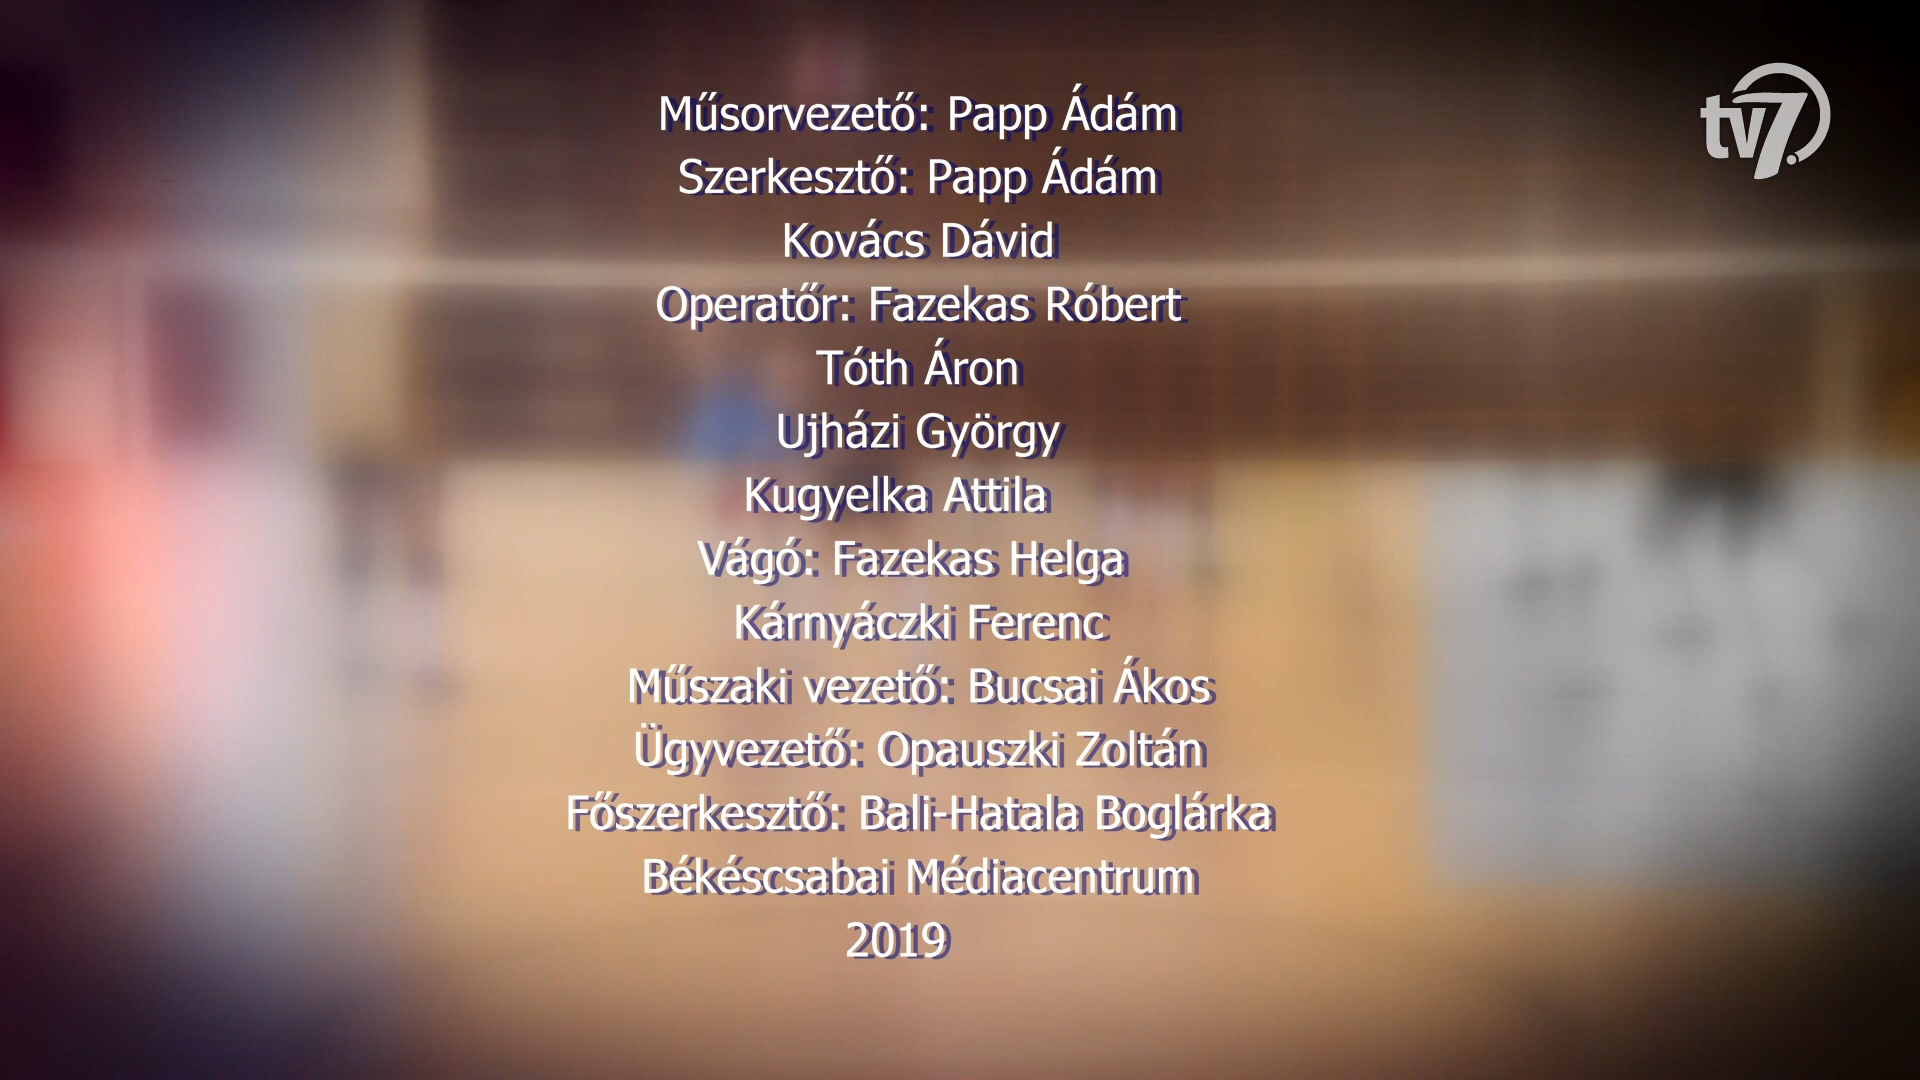 tv7
Műsorvezető: Papp Ádám
Szerkesztő: Papp Ádám
Kovács Dávid
Operatőr: Fazekas Róbert
Tóth Áron
Ujházi György
Kugyelka Attila
Vágó: Fazekas Helga
Kárnyáczki Ferenc
Műszaki vezető: Bucsai Ákos
Ügyvezető: Opauszki Zoltán
Főszerkesztő: Bali-Hatala Boglárka
Békéscsabai Médiacentrum
2019